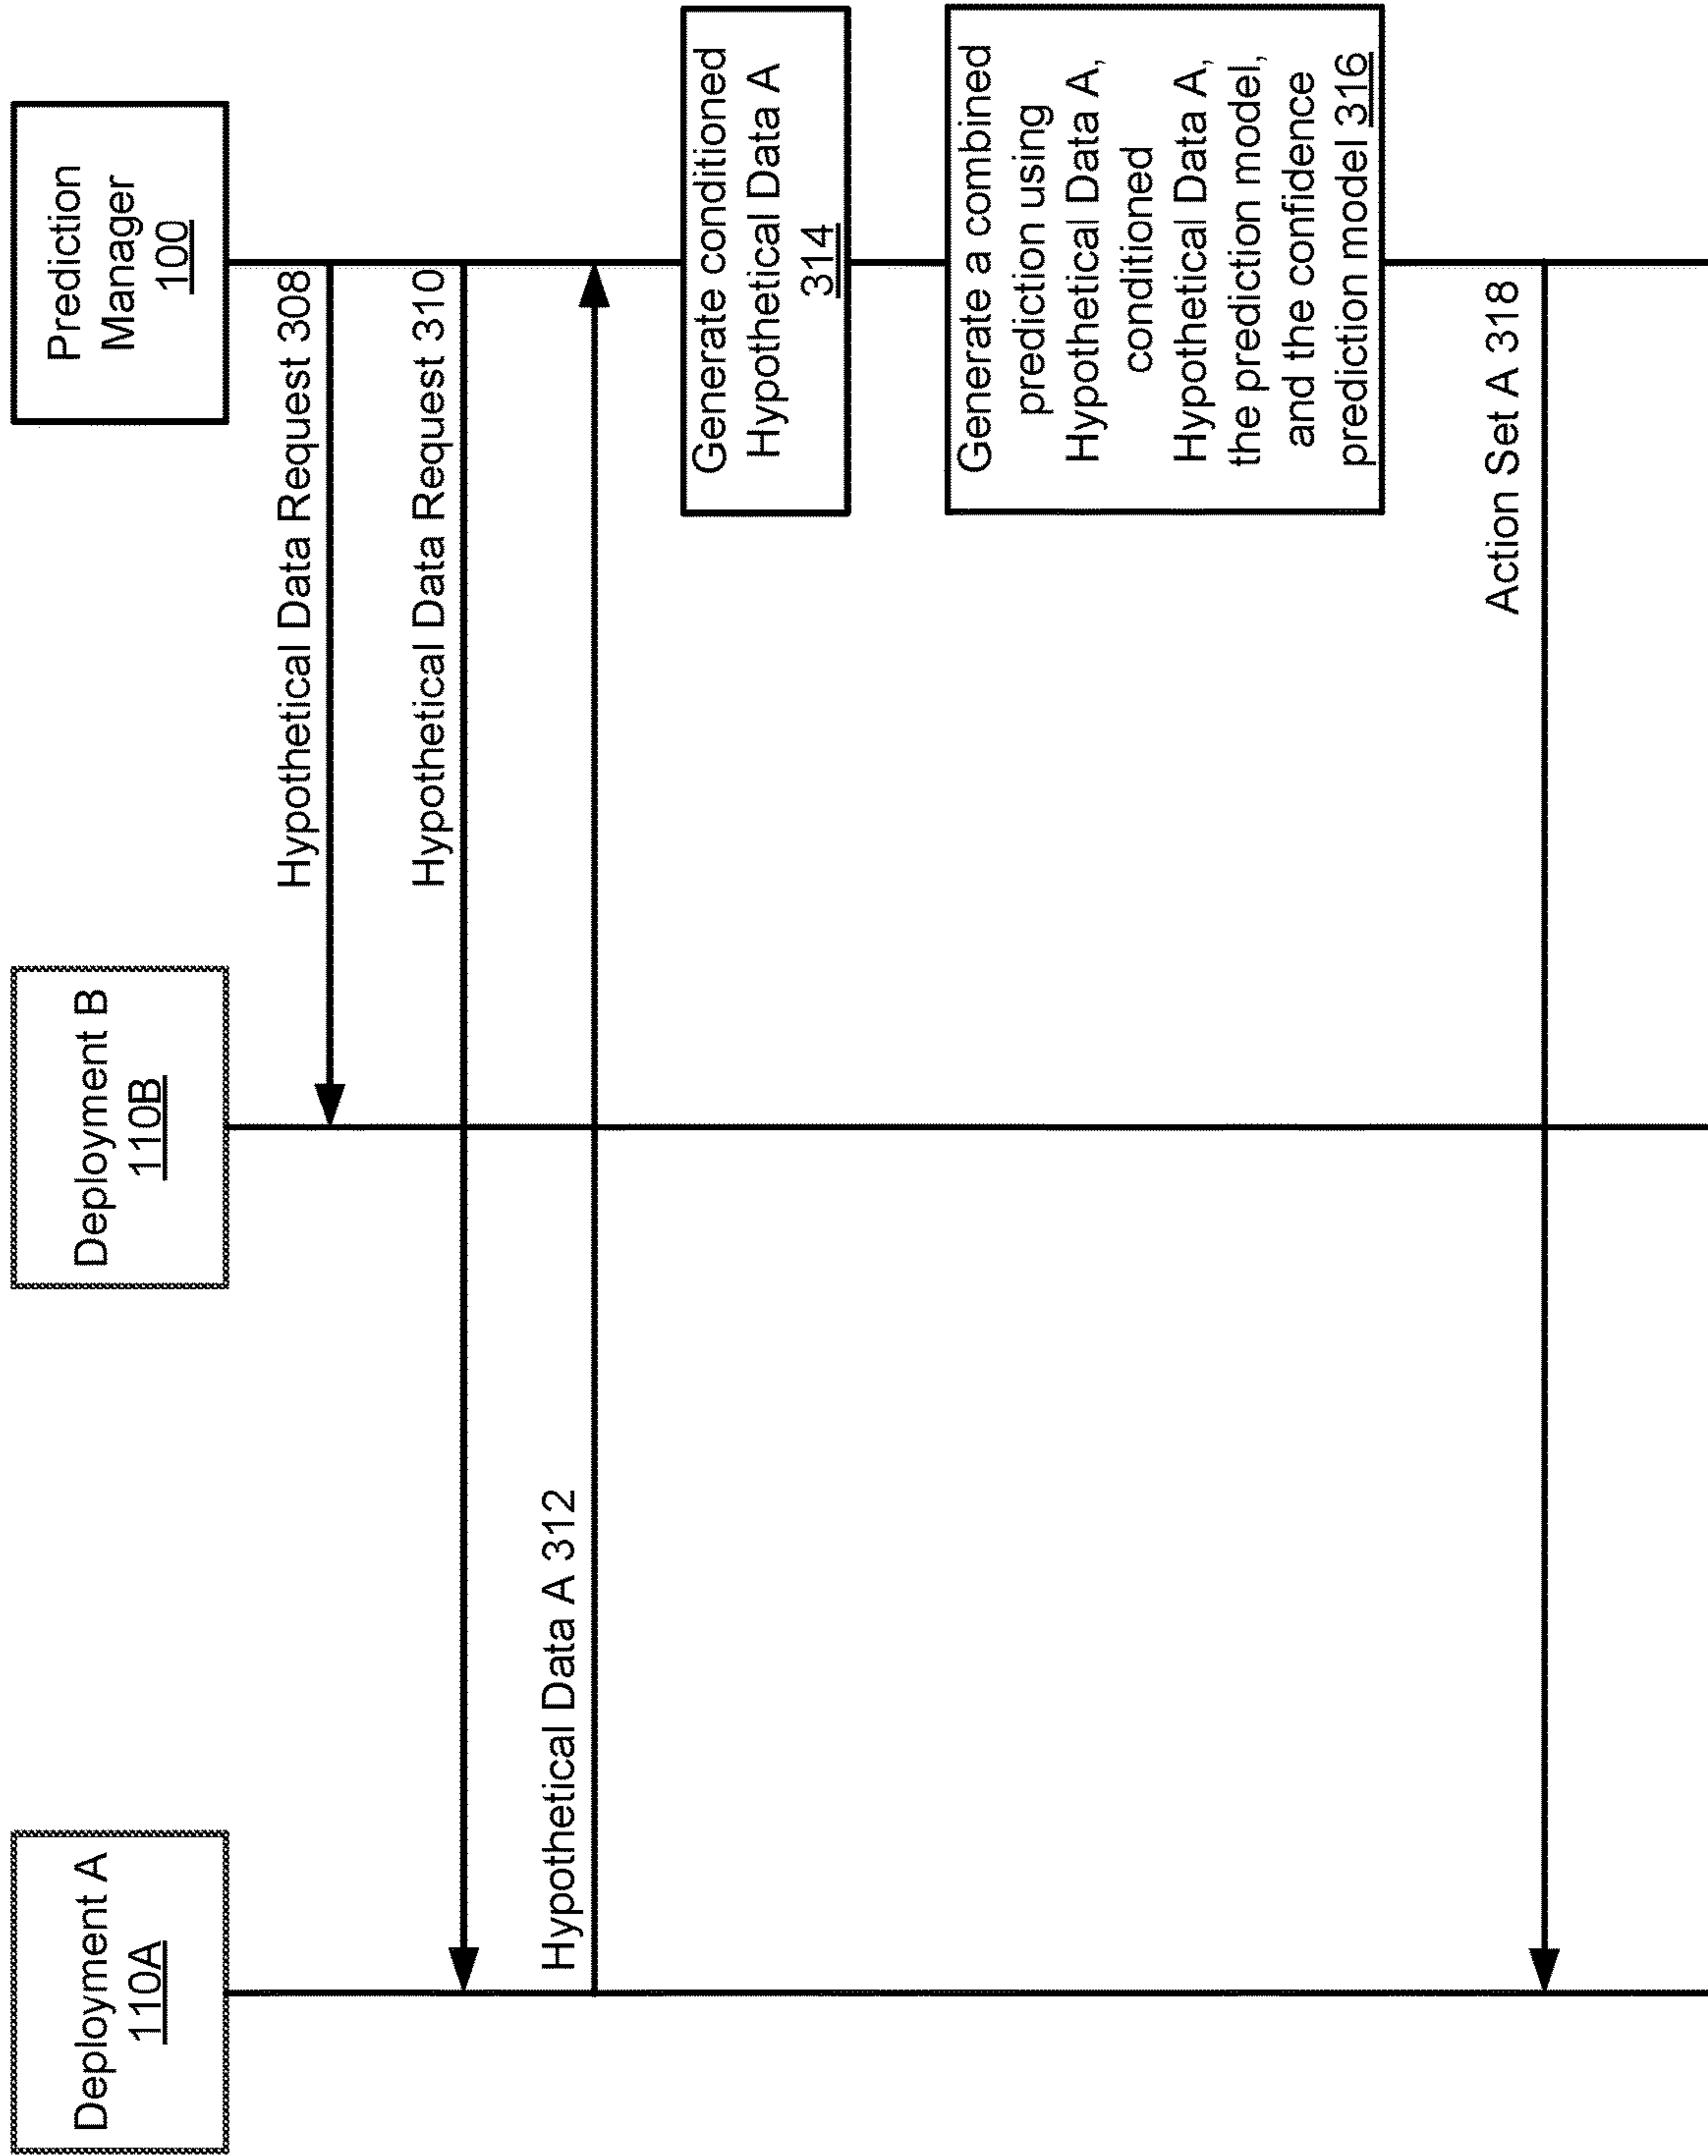 Deployment A
110A
Deployment B
110B
Prediction
Manager
100
Hypothetical Data Request 308
Hypothetical Data Request 310
Hypothetical Data A 312
Generate conditioned
Hypothetical Data A
314
Generate a combined
prediction using
Hypothetical Data A,
conditioned
Hypothetical Data A,
the prediction model,
and the confidence
prediction model 316
Action Set A 318